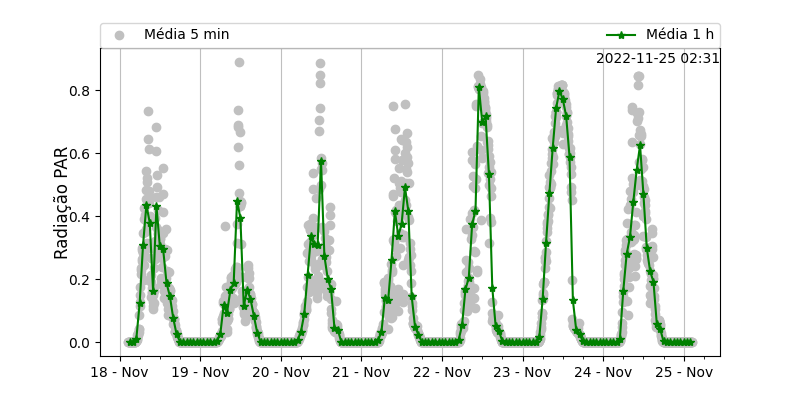 Média 5 min
Média 1 h
2022-11-25 02:31
Radiação PAR
0.8
0.6
0.4
0.2
0.0
18 - Nov
19 - Nov
20 - Nov
21 - Nov
22 - Nov
23 - Nov
24 - Nov
25 - Nov